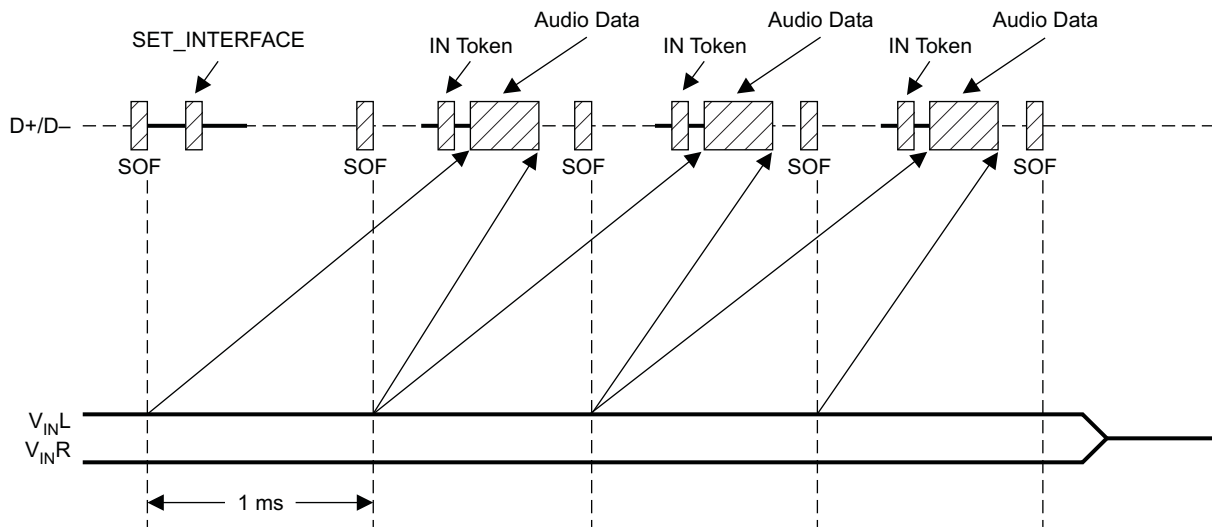 Audio Data
Audio Data
Audio Data
SET_INTERFACE
IN Token
IN Token
IN Token
D+/D–
SOF
SOF
SOF
SOF
SOF
VINL
VINR
1 ms